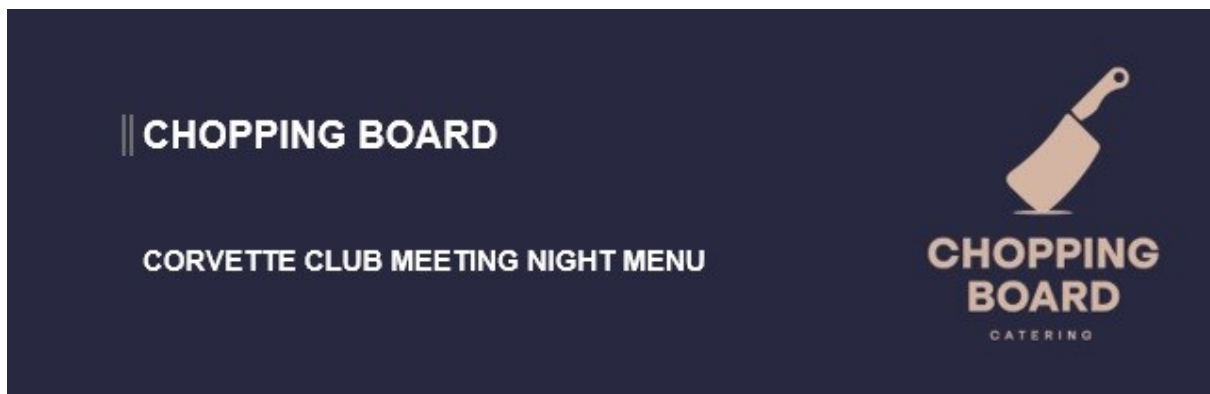 CHOPPING BOARD
CORVETTE CLUB MEETING NIGHT MENU
CHOPPING
BOARD
CATERING